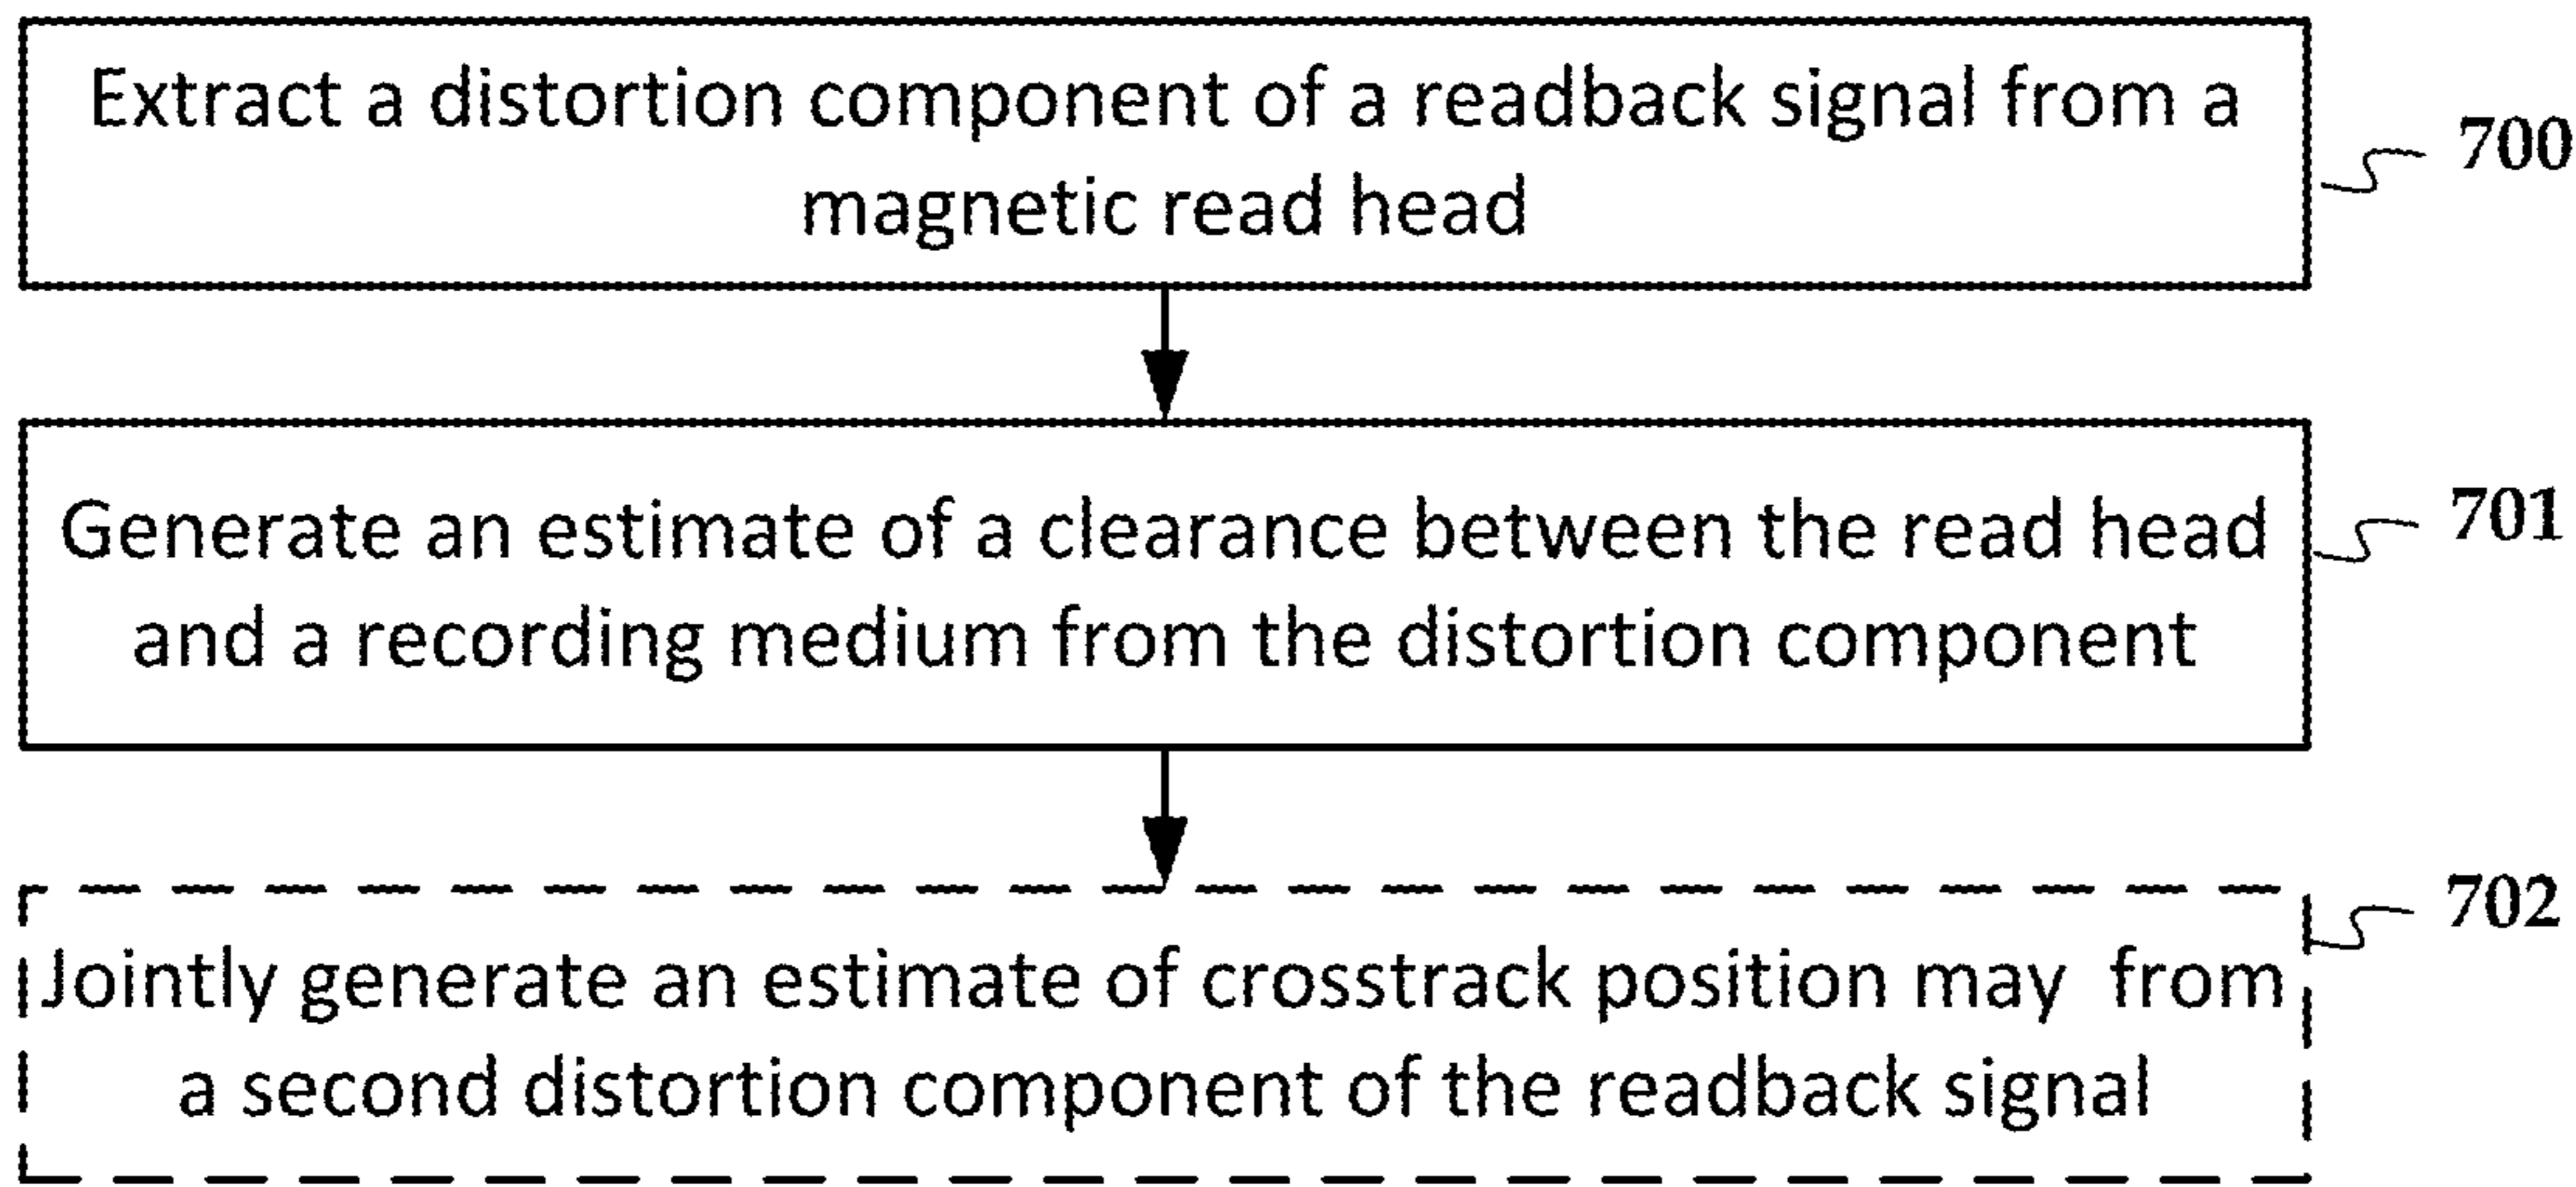 Extract a distortion component of a readback signal from a
magnetic read head
700
Generate an estimate of a clearance between the read head
and a recording medium from the distortion component
701
Jointly generate an estimate of crosstrack position may  from
a second distortion component of the readback signal
702